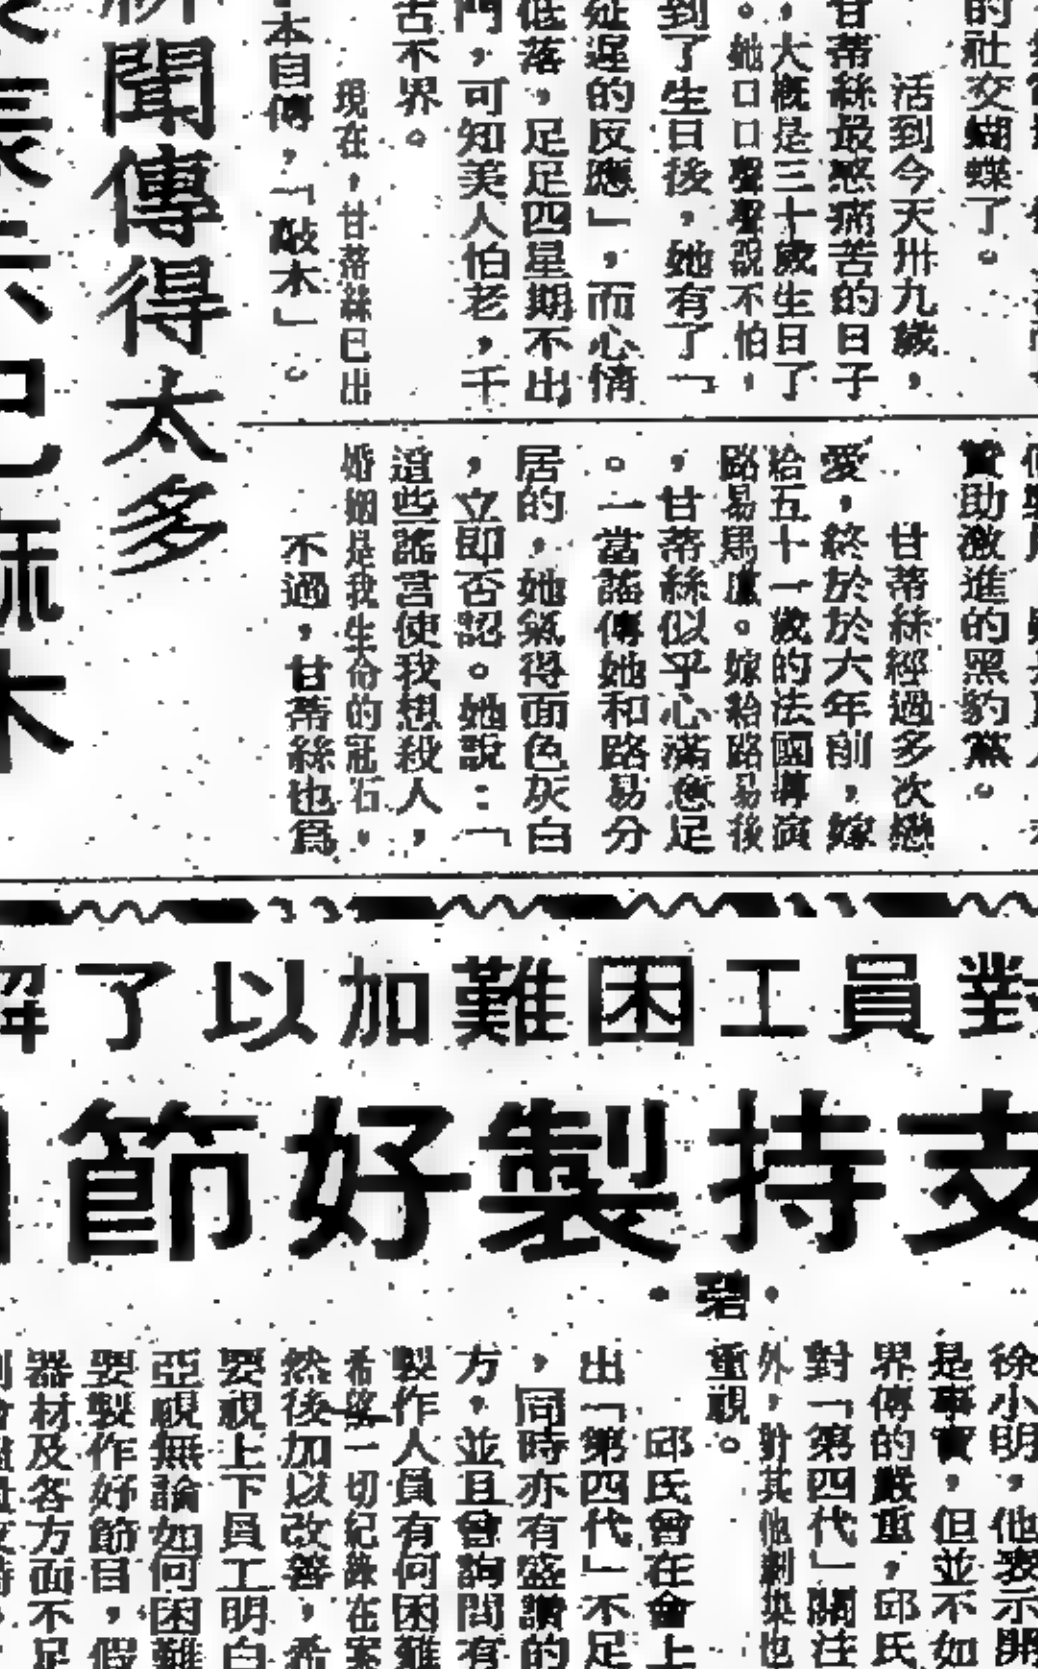 的社交蝴蝶了。
活到今天卅九歲，
甘蒂絲最感痛苦的日子
，大概是三十歲生日了
。她口口聲聲説不怕，
到了生日後，她有了「
延遲的反應」，而心情
低落，足足四星期不出
門，可知美人怕老，千
古不界。
現在，甘蒂絲已出
本自傳，「敲木」。
新聞傳得太多
贊助激進的黑豹黨。
甘蒂絲經過多次戀
愛，終於於六年前，嫁
給五十一歲的法國導演
路易馬盧。嫁給路易後
，甘蒂絲似乎心滿意足
。一當謠傳她和路易分
居的，她氣得面色灰白
，立即否認。她說：「
這些謠言使我想殺人，
婚姻是我生命的冠石，
不過，甘蒂絲也爲
對員工困難加以了解
支持製好節目
·碧·
徐小明，他表示開
是事實，但並不如
界傳的嚴重，邱氏
對「第四代」關注
外，對其他劇集也
重視。
邱氏曾在會上
出「第四代」不足
，同時亦有盛讚的
方，並且會詢問有
製作人員有何困難
希望一切紀錄在案
然後加以改善，希
要視上下員工明白
亞視無論如何困難
要製作好節目，假
器材及各方面不足